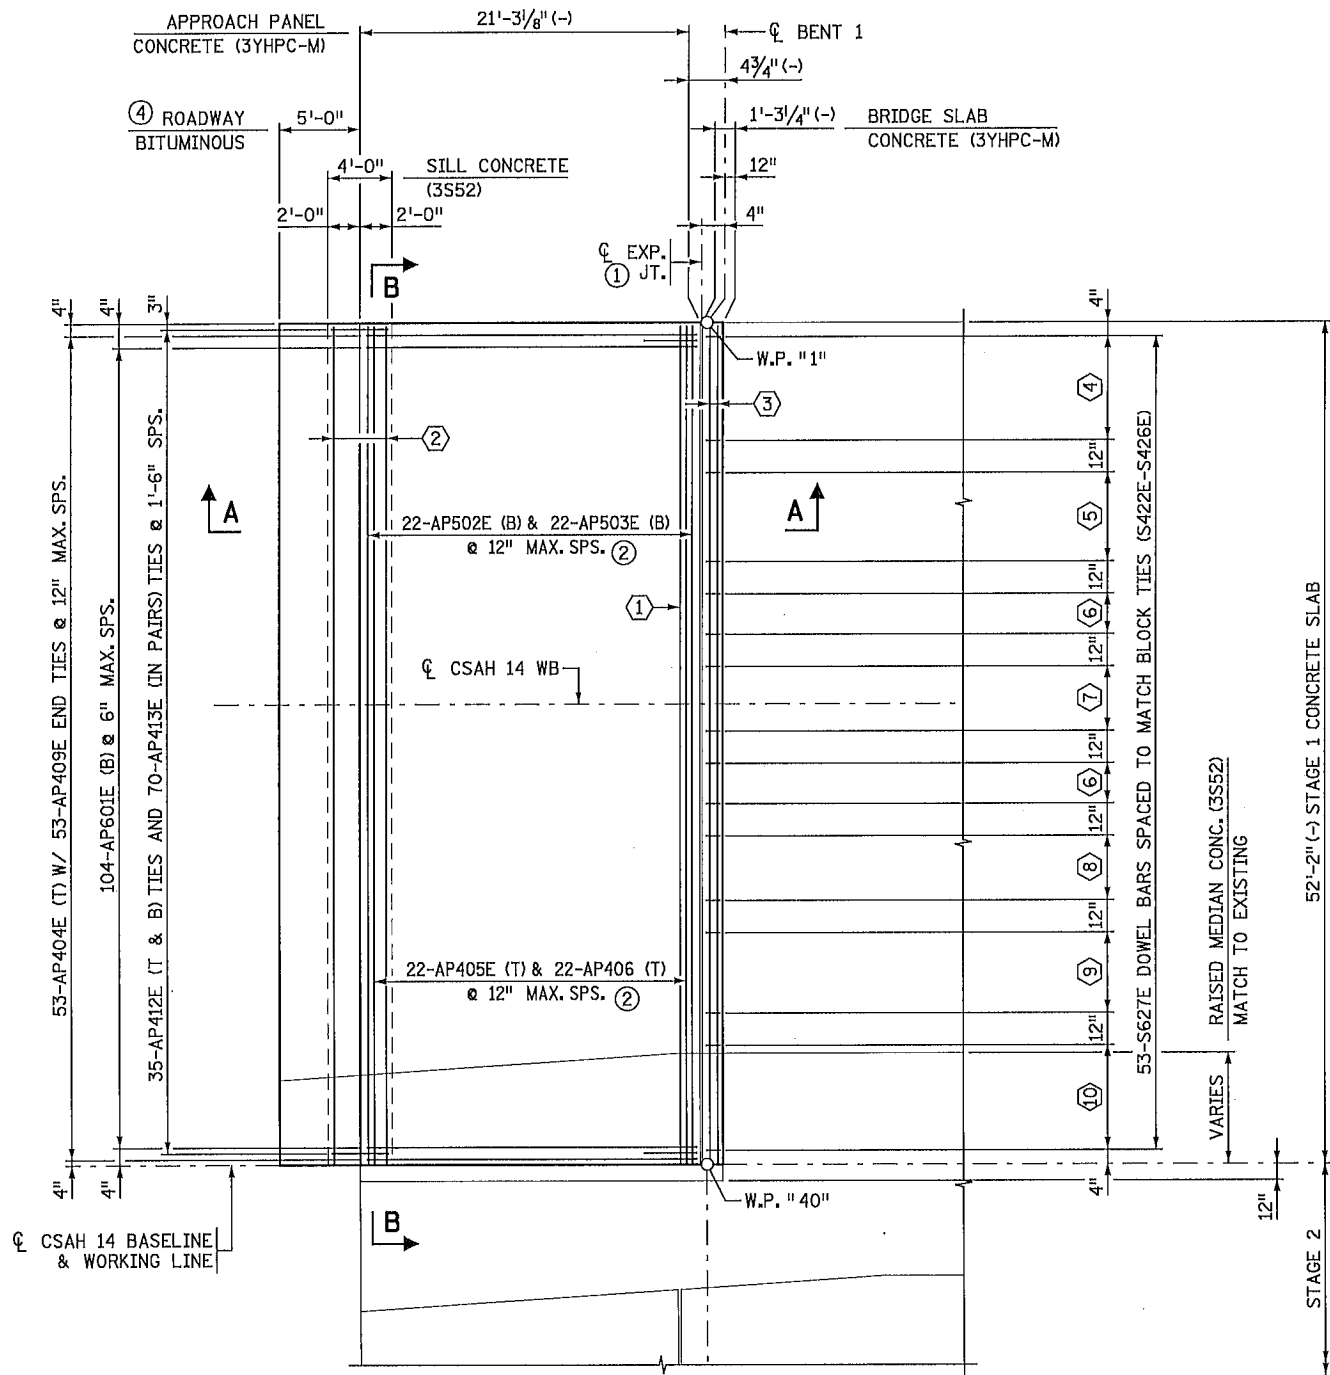 APPROACH PANEL
CONCRETE (3YHPC-M)
21'-3⅛" (-)
℄ BENT 1
4¾" (-)
④ ROADWAY
BITUMINOUS
5'-0"
1'-3¼" (-)
BRIDGE SLAB
CONCRETE (3YHPC-M)
4'-0"
SILL CONCRETE
(3S52)
12"
2'-0"
2'-0"
4"
℄ EXP.
① JT.
B
4"
4"
3"
4"
W.P. "1"
3
4
2
12"
A
A
5
22-AP502E (B) & 22-AP503E (B)
@ 12" MAX. SPS. ②
12"
1
6
12"
℄ CSAH 14 WB
7
12"
6
12"
8
12"
22-AP405E (T) & 22-AP406 (T)
@ 12" MAX. SPS. ②
9
12"
10
53-AP404E (T) W/ 53-AP409E END TIES @ 12" MAX. SPS.
104-AP601E (B) @ 6" MAX. SPS.
35-AP412E (T & B) TIES AND 70-AP413E (IN PAIRS) TIES @ 1'-6" SPS.
53-S627E DOWEL BARS SPACED TO MATCH BLOCK TIES (S422E-S426E)
RAISED MEDIAN CONC. (3S52)
MATCH TO EXISTING
VARIES
52'-2" (-) STAGE 1 CONCRETE SLAB
4"
4"
4"
12"
W.P. "40"
B
℄ CSAH 14 BASELINE
& WORKING LINE
STAGE 2